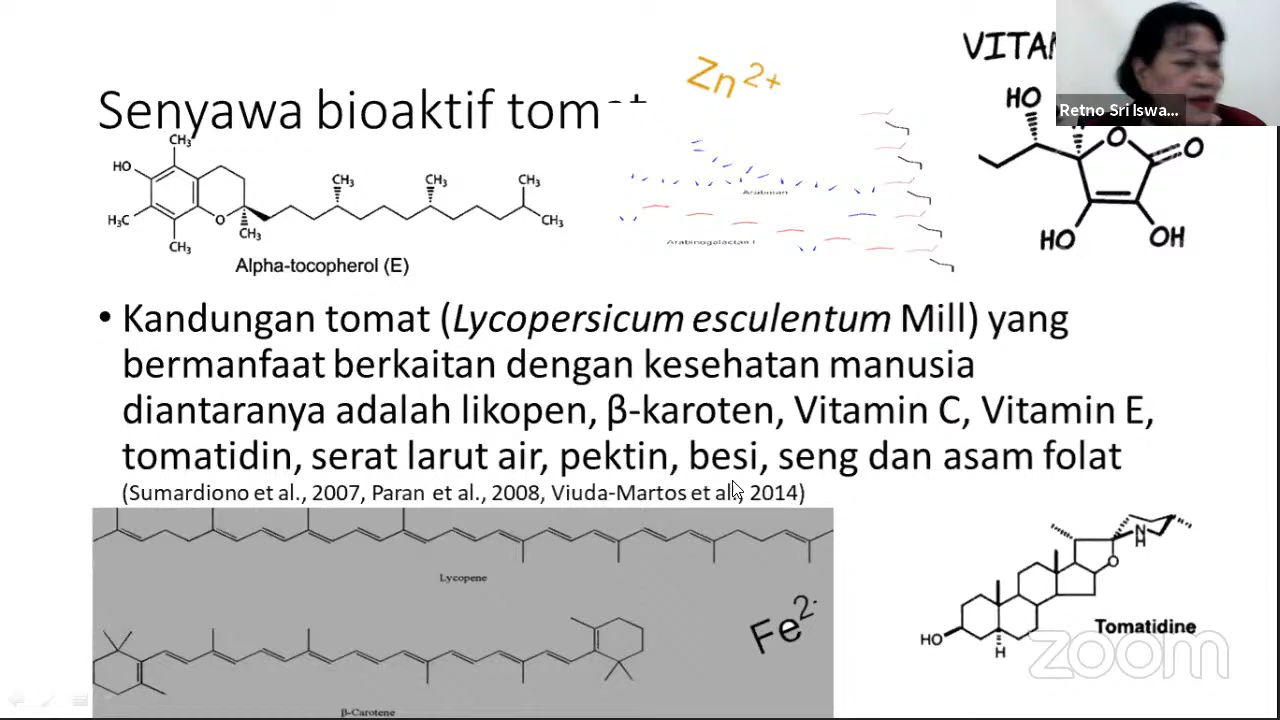 VITAM
Zn 2+
Retno Sri Iswa...
Senyawa bioaktif tomat
HO
O
O
HO
OH
CH₃
HO
H₃C
O
CH₃
CH₃
CH₃
CH₃
CH₃
CH₃
Alpha-tocopherol (E)
Arabinan
Arabinogalactan I
• Kandungan tomat (Lycopersicum esculentum Mill) yang
bermanfaat berkaitan dengan kesehatan manusia
diantaranya adalah likopen, β-karoten, Vitamin C, Vitamin E,
tomatidin, serat larut air, pektin, besi, seng dan asam folat
(Sumardiono et al., 2007, Paran et al., 2008, Viuda-Martos et al., 2014)
Lycopene
Fe 2+
β-Carotene
N
H
O
HO
H
Tomatidine
zoom